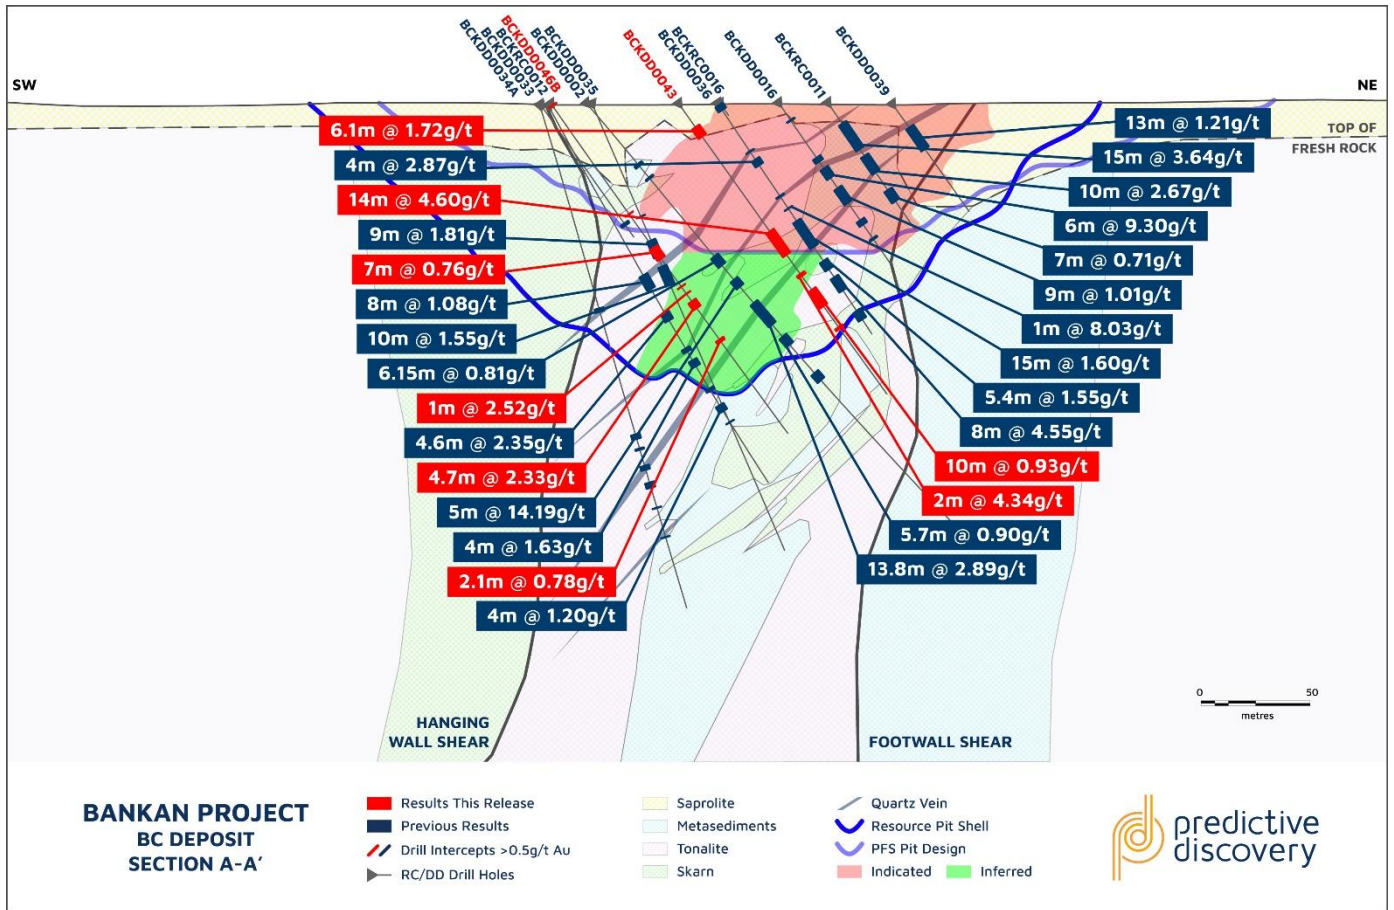 SW
BCKDD0034A
BCKDD0033
BCKRC0012
BCKDD0046B
BCKDD0002
BCKDD0035
BCKDD0043
BCKDD0036
BCKRC0016
BCKDD0016
BCKRC0011
BCKDD0039
NE
TOP OF
FRESH ROCK
6.1m @ 1.72g/t
4m @ 2.87g/t
14m @ 4.60g/t
9m @ 1.81g/t
7m @ 0.76g/t
8m @ 1.08g/t
10m @ 1.55g/t
6.15m @ 0.81g/t
1m @ 2.52g/t
4.6m @ 2.35g/t
4.7m @ 2.33g/t
5m @ 14.19g/t
4m @ 1.63g/t
2.1m @ 0.78g/t
4m @ 1.20g/t
13m @ 1.21g/t
15m @ 3.64g/t
10m @ 2.67g/t
6m @ 9.30g/t
7m @ 0.71g/t
9m @ 1.01g/t
1m @ 8.03g/t
15m @ 1.60g/t
5.4m @ 1.55g/t
8m @ 4.55g/t
10m @ 0.93g/t
2m @ 4.34g/t
5.7m @ 0.90g/t
13.8m @ 2.89g/t
0 50
metres
HANGING
WALL SHEAR
FOOTWALL SHEAR
BANKAN PROJECT
BC DEPOSIT
SECTION A-A'
Results This Release
Previous Results
Drill Intercepts >0.5g/t Au
RC/DD Drill Holes
Saprolite
Metasediments
Tonalite
Skarn
Quartz Vein
Resource Pit Shell
PFS Pit Design
Indicated
Inferred
predictive
discovery